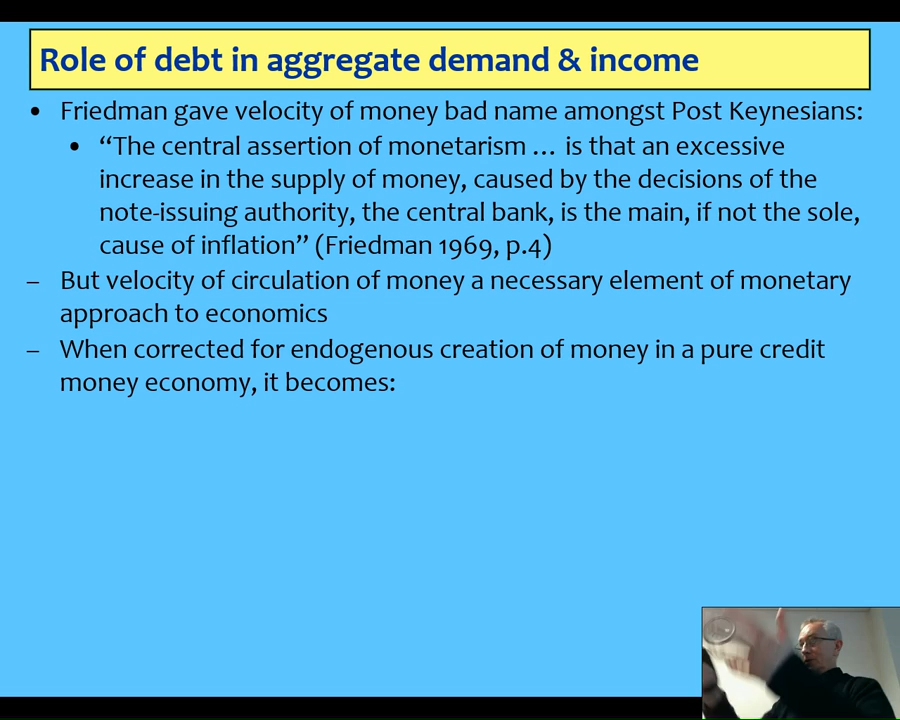 Role of debt in aggregate demand & income
• Friedman gave velocity of money bad name amongst Post Keynesians:
• “The central assertion of monetarism … is that an excessive
increase in the supply of money, caused by the decisions of the
note-issuing authority, the central bank, is the main, if not the sole,
cause of inflation” (Friedman 1969, p.4)
– But velocity of circulation of money a necessary element of monetary
approach to economics
– When corrected for endogenous creation of money in a pure credit
money economy, it becomes: